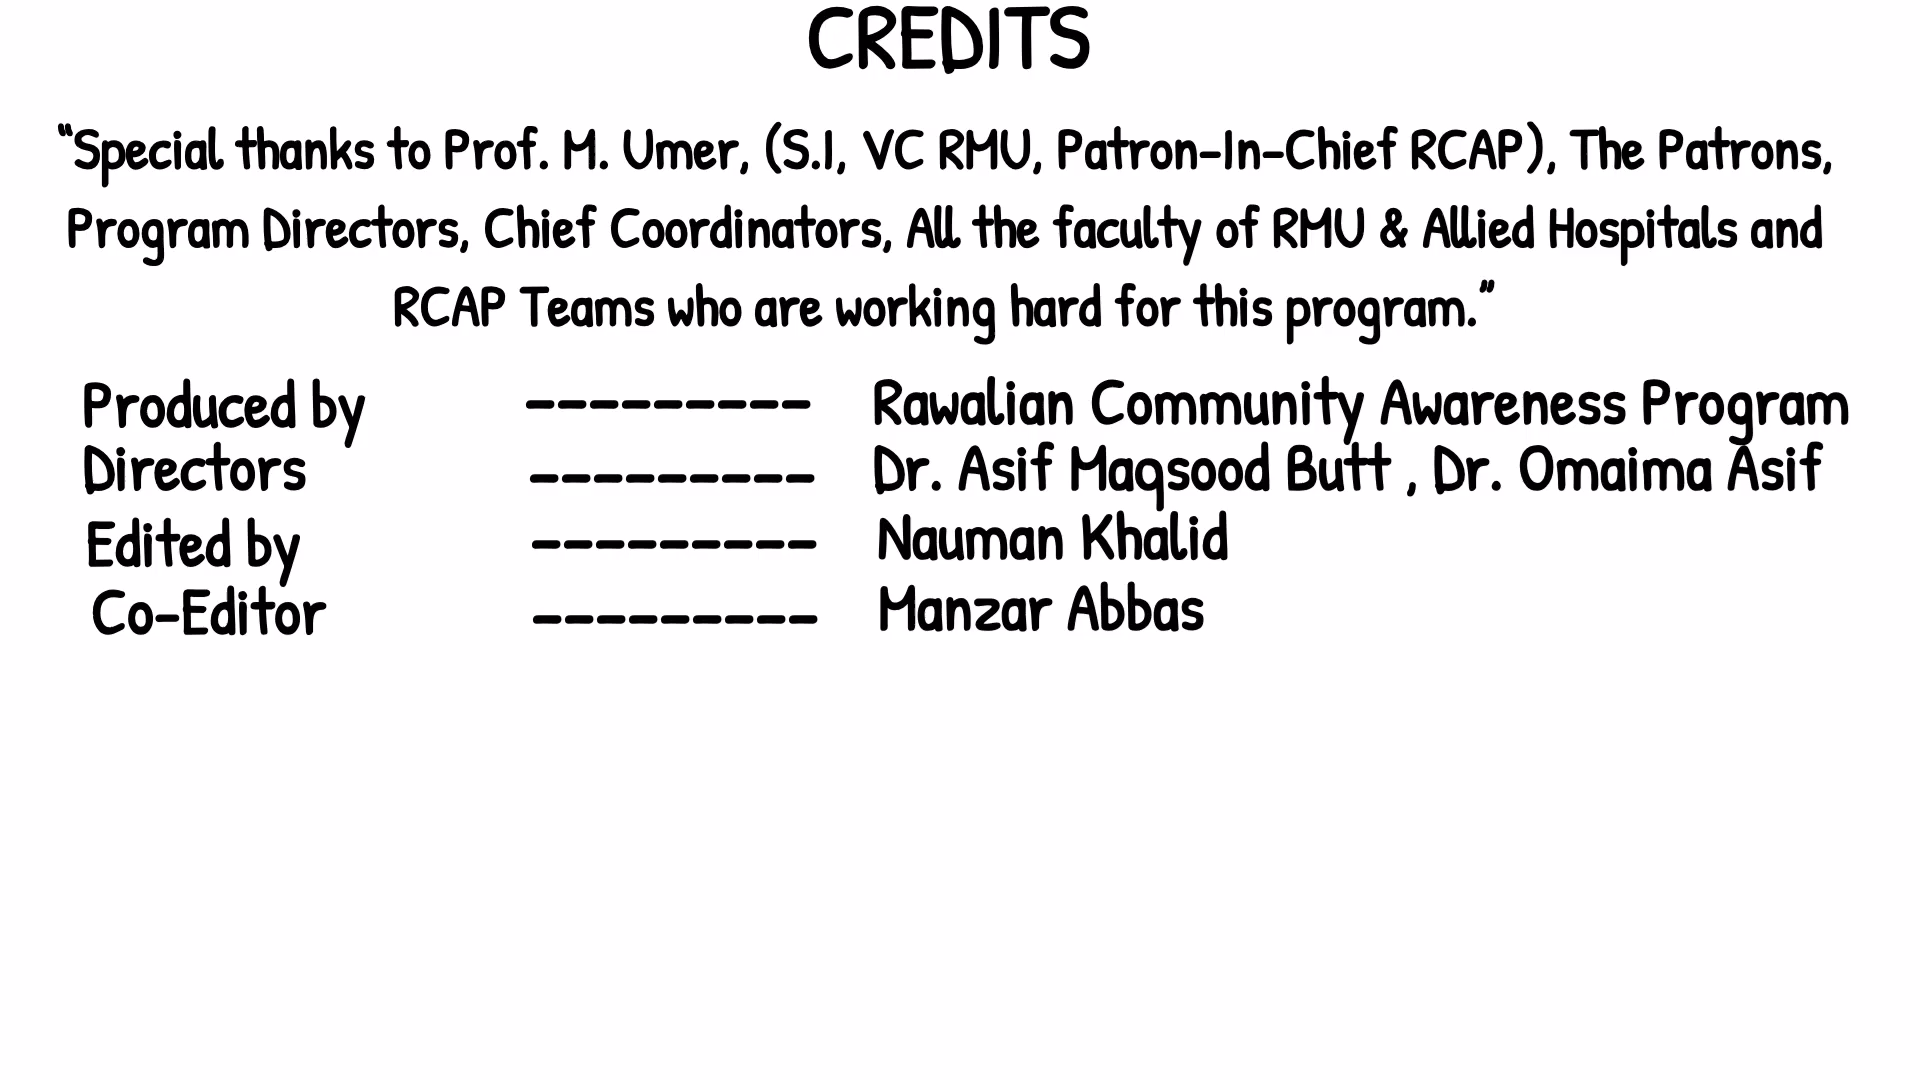 CREDITS
“Special thanks to Prof. M. Umer, (S.I, VC RMU, Patron-In-Chief RCAP), The Patrons,
Program Directors, Chief Coordinators, All the faculty of RMU & Allied Hospitals and
RCAP Teams who are working hard for this program.”
Produced by --------- Rawalian Community Awareness Program
Directors --------- Dr. Asif Maqsood Butt , Dr. Omaima Asif
Edited by --------- Nauman Khalid
Co-Editor --------- Manzar Abbas